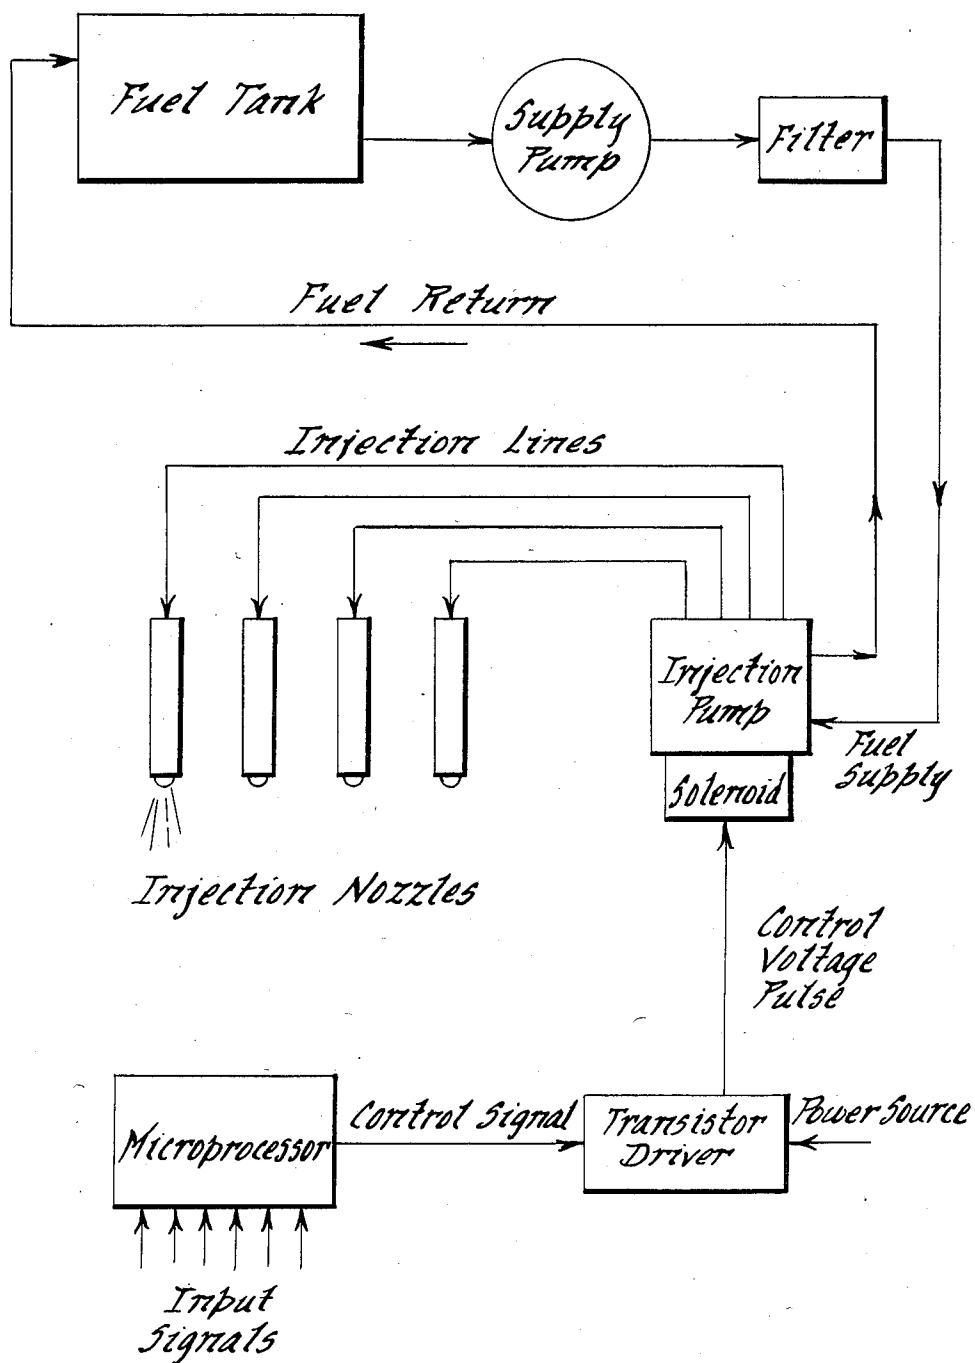 Fuel Tank
Supply
Pump
Filter
Fuel Return
Injection Lines
Injection
Pump
Fuel
Supply
Solenoid
Injection Nozzles
Control
Voltage
Pulse
Microprocessor
Control Signal
Transistor
Driver
Power Source
Input
Signals